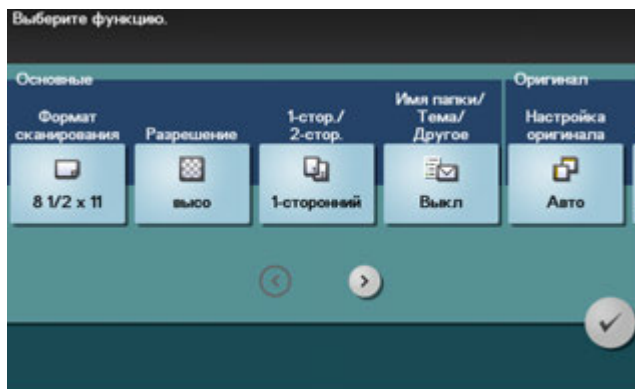 Выберите функцию.
Основные
Оригинал
Формат
сканирования
Разрешение
1-стор./
2-стор.
Имя папки/
Тема/
Другое
Настройка
оригинала
8 1/2 x 11
высо
1-сторонний
Выкл
Авто